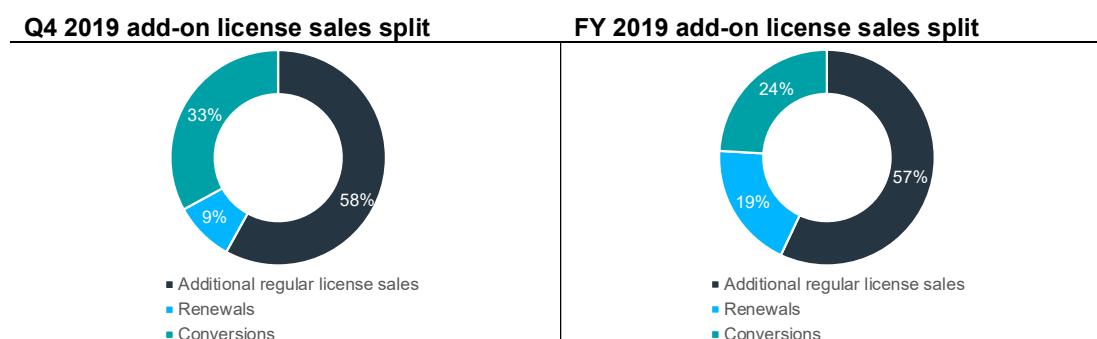 Q4 2019 add-on license sales split
33%
58%
9%
Additional regular license sales
Renewals
Conversions
FY 2019 add-on license sales split
24%
57%
19%
Additional regular license sales
Renewals
Conversions